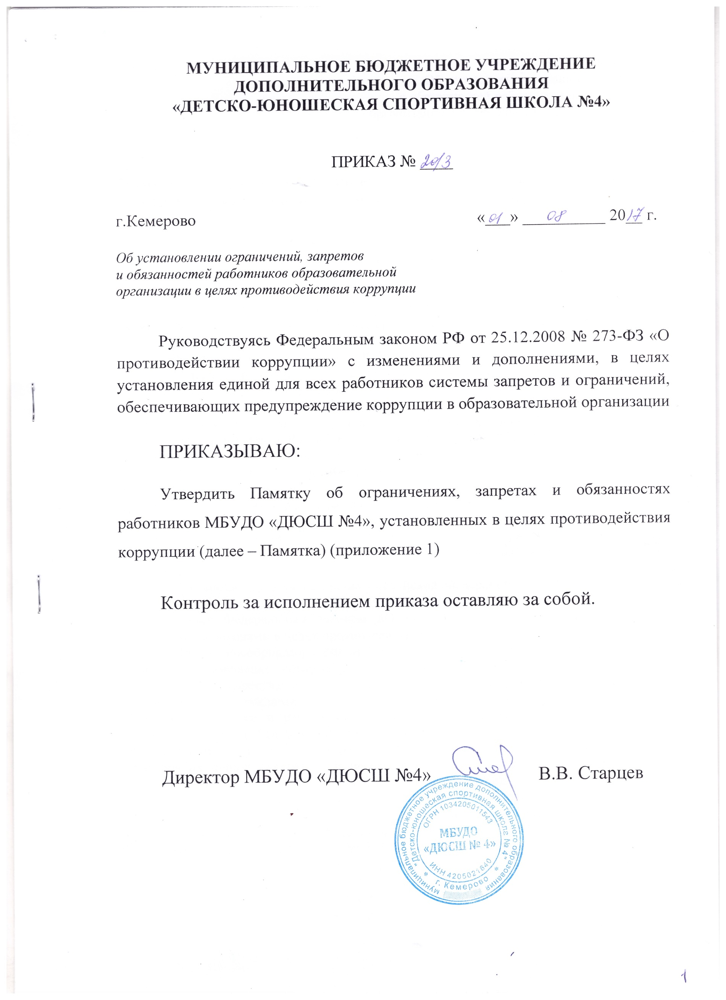 МУНИЦИПАЛЬНОЕ БЮДЖЕТНОЕ УЧРЕЖДЕНИЕ
ДОПОЛНИТЕЛЬНОГО ОБРАЗОВАНИЯ
«ДЕТСКО-ЮНОШЕСКАЯ СПОРТИВНАЯ ШКОЛА №4»
ПРИКАЗ № 20/3
г.Кемерово «01» 08 2017 г.
Об установлении ограничений, запретов
и обязанностей работников образовательной
организации в целях противодействия коррупции
Руководствуясь Федеральным законом РФ от 25.12.2008 № 273-ФЗ «О
противодействии коррупции» с изменениями и дополнениями, в целях
установления единой для всех работников системы запретов и ограничений,
обеспечивающих предупреждение коррупции в образовательной организации
ПРИКАЗЫВАЮ:
Утвердить Памятку об ограничениях, запретах и обязанностях
работников МБУДО «ДЮСШ №4», установленных в целях противодействия
коррупции (далее – Памятка) (приложение 1)
Контроль за исполнением приказа оставляю за собой.
Директор МБУДО «ДЮСШ №4» В.В. Старцев
муниципальное бюджетное учреждение дополнительного образования
"Детско-юношеская спортивная школа № 4"
ОГРН 1034205011543
МБУДО
«ДЮСШ № 4»
ИНН 4205021640
* г. Кемерово *
1